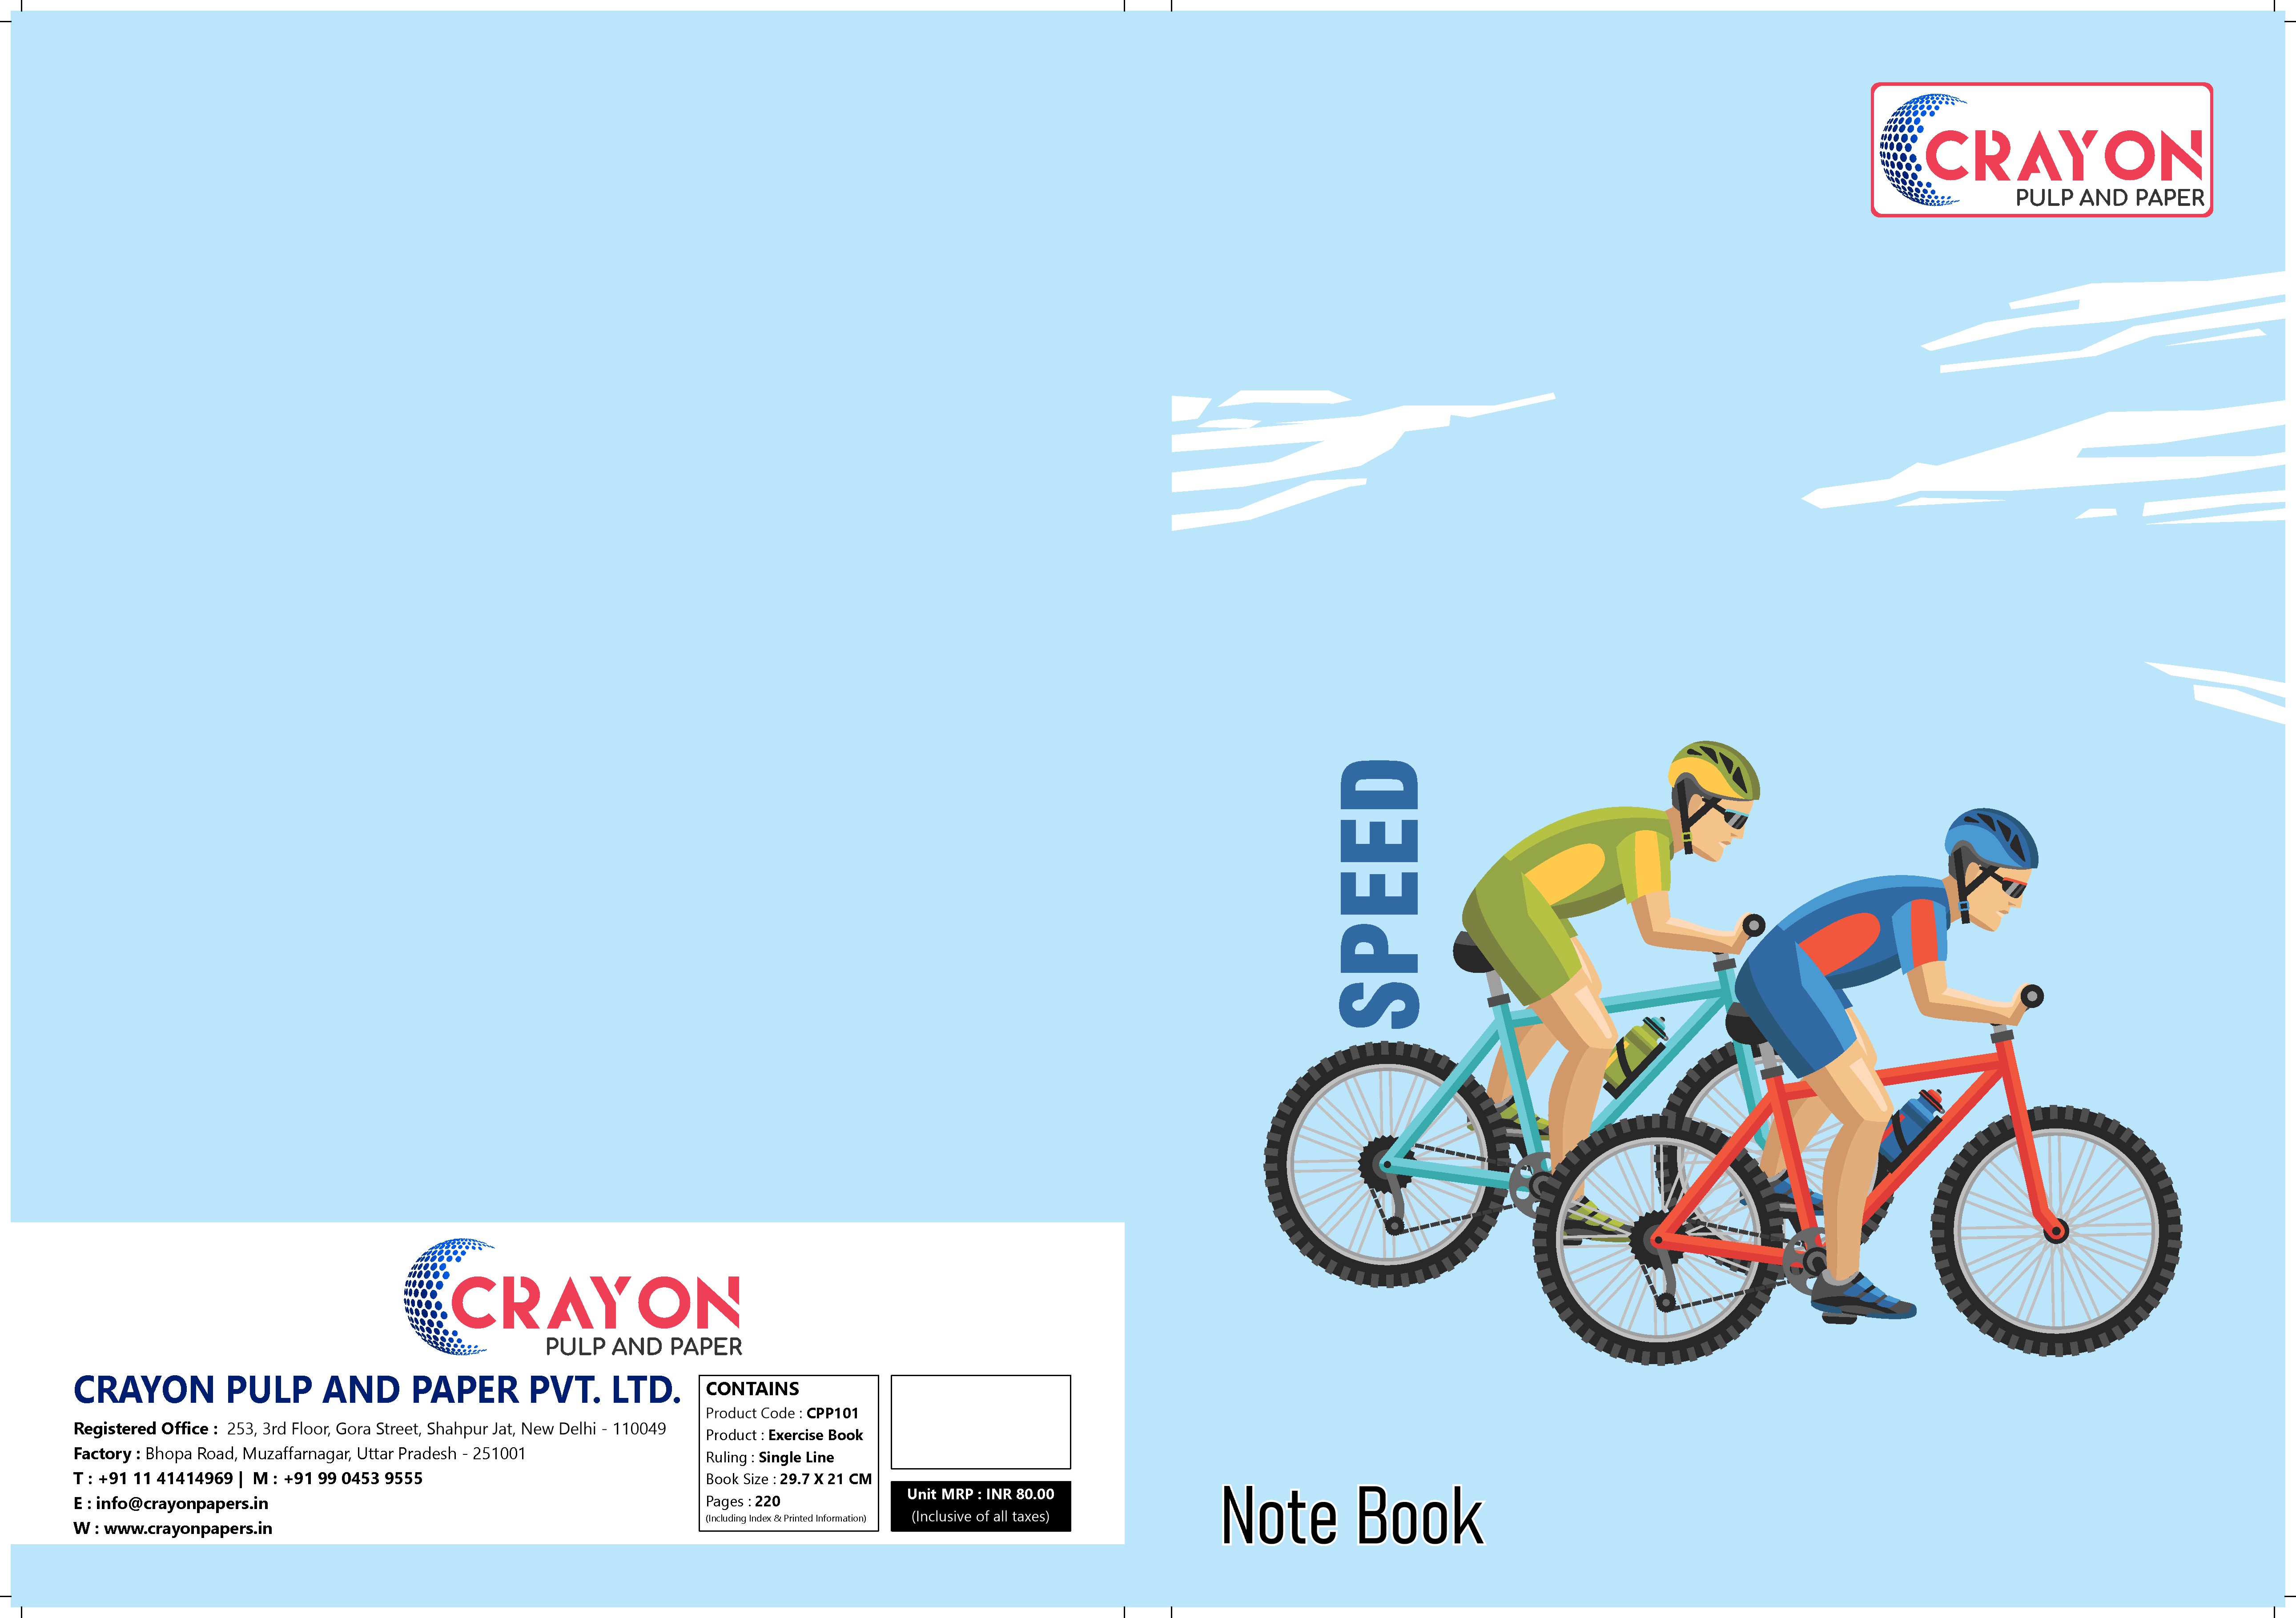 CRAYON
PULP AND PAPER
CRAYON PULP AND PAPER PVT. LTD.
Registered Office : 253, 3rd Floor, Gora Street, Shahpur Jat, New Delhi - 110049
Factory : Bhopa Road, Muzaffarnagar, Uttar Pradesh - 251001
T : +91 11 41414969 | M : +91 99 0453 9555
E : info@crayonpapers.in
W : www.crayonpapers.in
CONTAINS
Product Code : CPP101
Product : Exercise Book
Ruling : Single Line
Book Size : 29.7 X 21 CM
Pages : 220
(Including Index & Printed Information)
Unit MRP : INR 80.00
(Inclusive of all taxes)
CRAYON
PULP AND PAPER
SPEED
Note Book